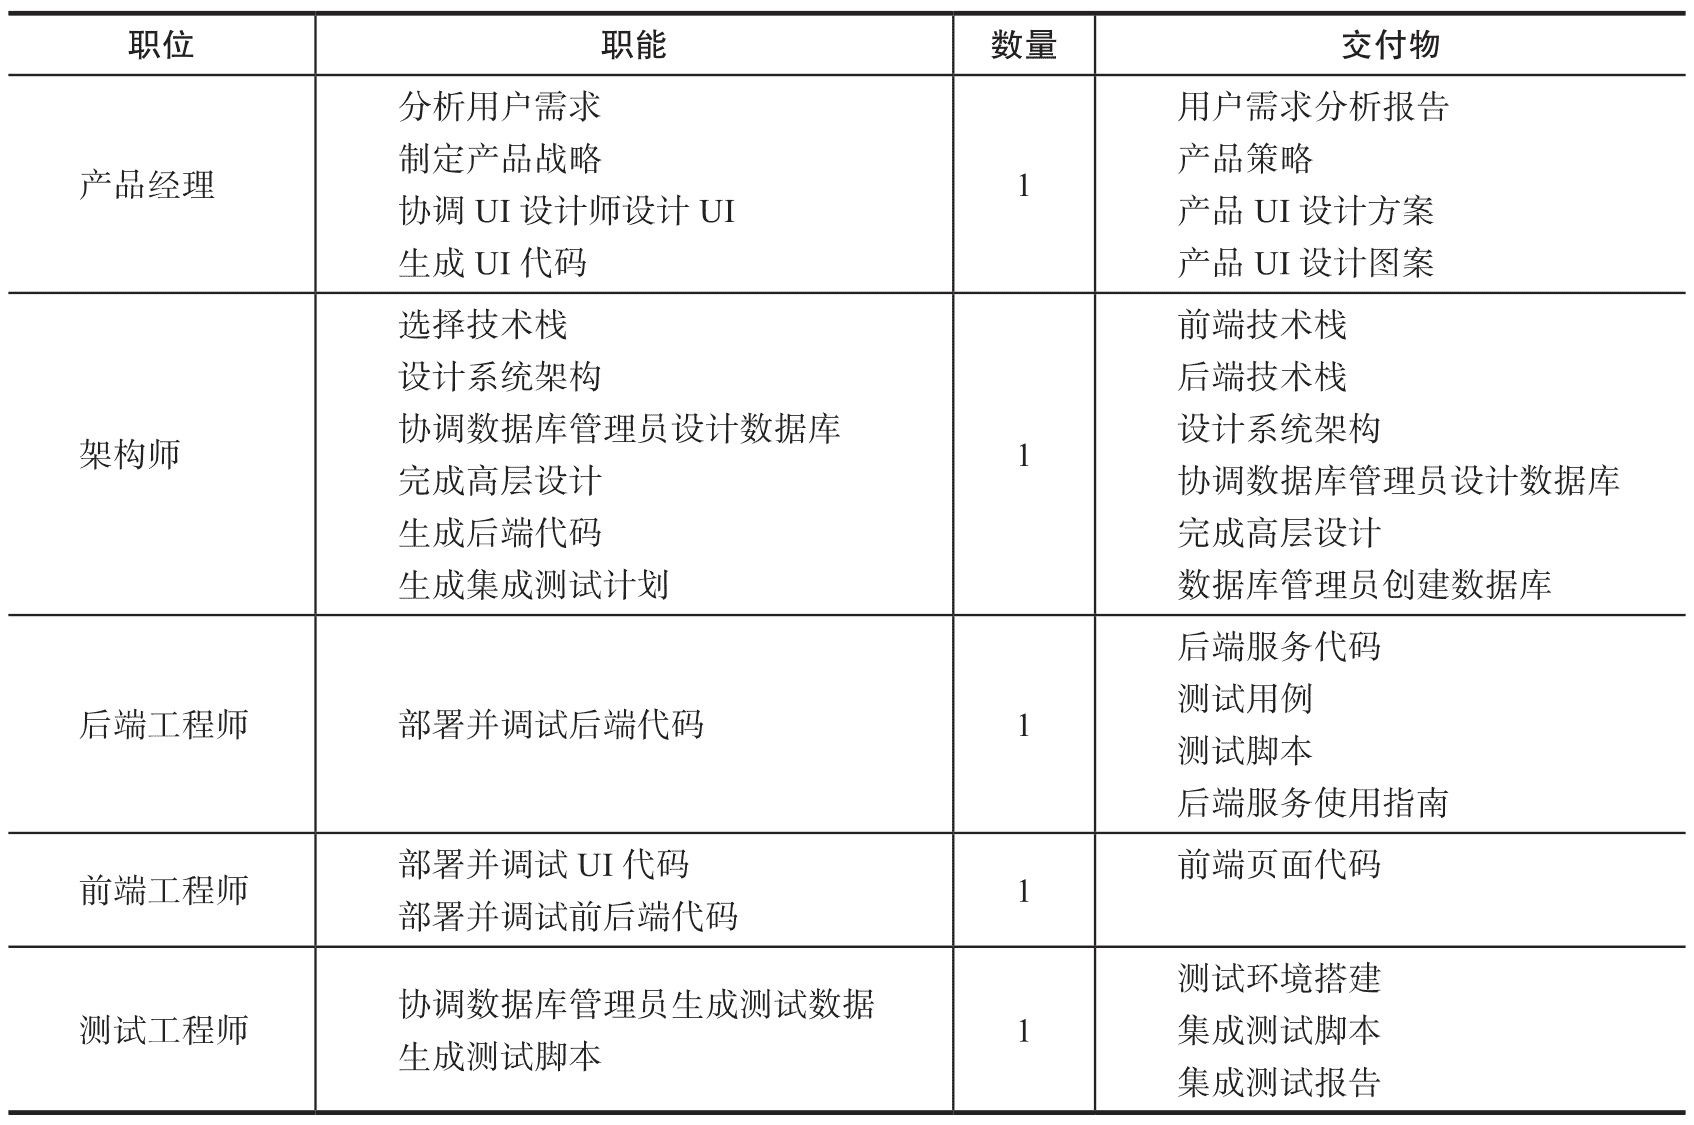 职位 职能 数量 交付物
产品经理
分析用户需求
制定产品战略
协调 UI 设计师设计 UI
生成 UI 代码
1
用户需求分析报告
产品策略
产品 UI 设计方案
产品 UI 设计图案
架构师
选择技术栈
设计系统架构
协调数据库管理员设计数据库
完成高层设计
生成后端代码
生成集成测试计划
1
前端技术栈
后端技术栈
设计系统架构
协调数据库管理员设计数据库
完成高层设计
数据库管理员创建数据库
后端工程师
部署并调试后端代码
1
后端服务代码
测试用例
测试脚本
后端服务使用指南
前端工程师
部署并调试 UI 代码
部署并调试前后端代码
1
前端页面代码
测试工程师
协调数据库管理员生成测试数据
生成测试脚本
1
测试环境搭建
集成测试脚本
集成测试报告